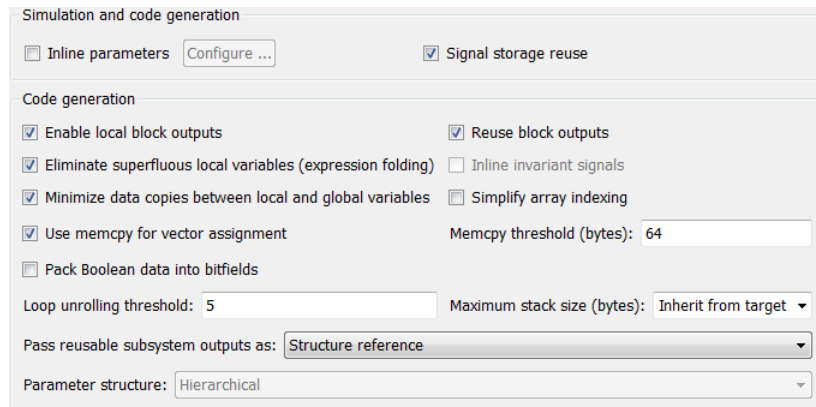 Simulation and code generation
Inline parameters Configure ... Signal storage reuse
Code generation
Enable local block outputs Reuse block outputs
Eliminate superfluous local variables (expression folding) Inline invariant signals
Minimize data copies between local and global variables Simplify array indexing
Use memcpy for vector assignment Memcpy threshold (bytes): 64
Pack Boolean data into bitfields
Loop unrolling threshold: 5 Maximum stack size (bytes): Inherit from target
Pass reusable subsystem outputs as: Structure reference
Parameter structure: Hierarchical